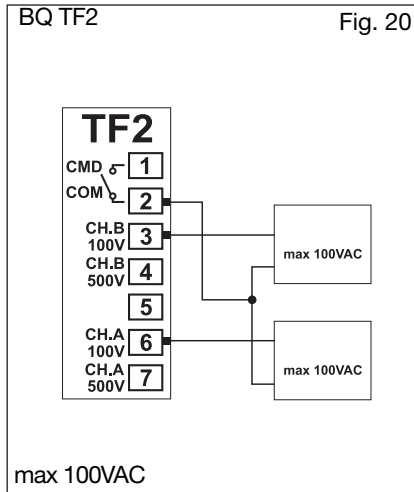 BQ TF2 Fig. 20
TF2
CMD 1
COM 2
CH.B
100V 3
CH.B
500V 4
5
CH.A
100V 6
CH.A
500V 7
max 100VAC
max 100VAC
max 100VAC